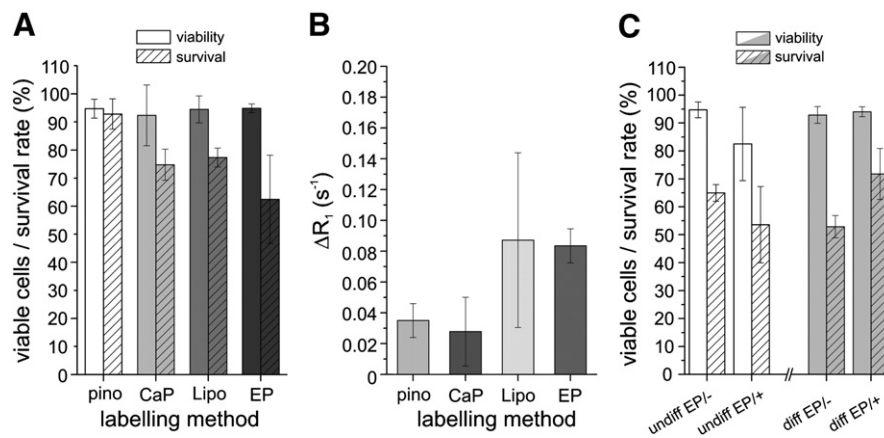 A
viability
survival
viable cells / survival rate (%)
110
100
90
80
70
60
50
40
30
20
10
0
pino CaP Lipo EP
labelling method
B
ΔR₁ (s⁻¹)
0.20
0.18
0.16
0.14
0.12
0.10
0.08
0.06
0.04
0.02
0.00
pino CaP Lipo EP
labelling method
C
viability
survival
viable cells / survival rate (%)
110
100
90
80
70
60
50
40
30
20
10
0
undiff EP/- undiff EP/+ // diff EP/- diff EP/+